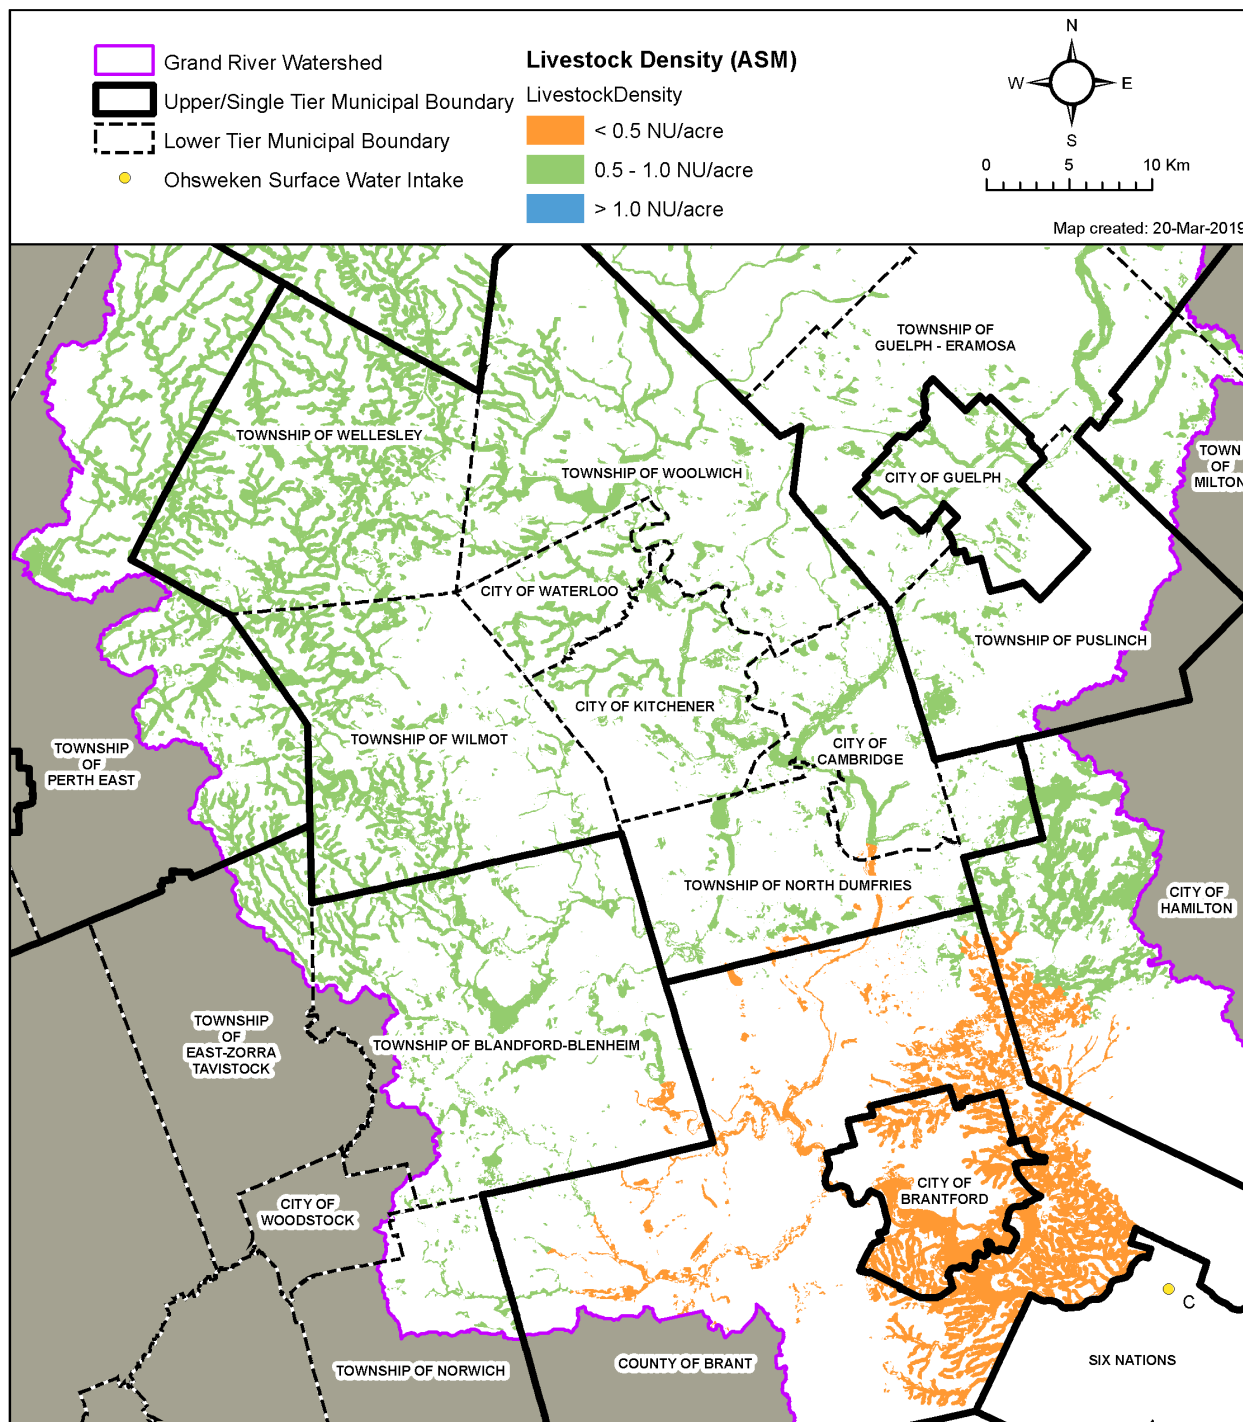 Grand River Watershed
Upper/Single Tier Municipal Boundary
Lower Tier Municipal Boundary
Ohsweken Surface Water Intake
Livestock Density (ASM)
LivestockDensity
< 0.5 NU/acre
0.5 - 1.0 NU/acre
> 1.0 NU/acre
N
W
E
S
0 5 10 Km
Map created: 20-Mar-2019
TOWNSHIP OF
GUELPH - ERAMOSA
TOWNSHIP OF WELLESLEY
TOWNSHIP OF WOOLWICH
CITY OF GUELPH
TOWN
OF
MILTON
CITY OF WATERLOO
TOWNSHIP OF PUSLINCH
CITY OF KITCHENER
TOWNSHIP OF WILMOT
CITY OF
CAMBRIDGE
TOWNSHIP
OF
PERTH EAST
TOWNSHIP OF NORTH DUMFRIES
CITY OF
HAMILTON
TOWNSHIP
OF
EAST-ZORRA
TAVISTOCK
TOWNSHIP OF BLANDFORD-BLENHEIM
CITY OF
BRANTFORD
CITY OF
WOODSTOCK
C
TOWNSHIP OF NORWICH
COUNTY OF BRANT
SIX NATIONS